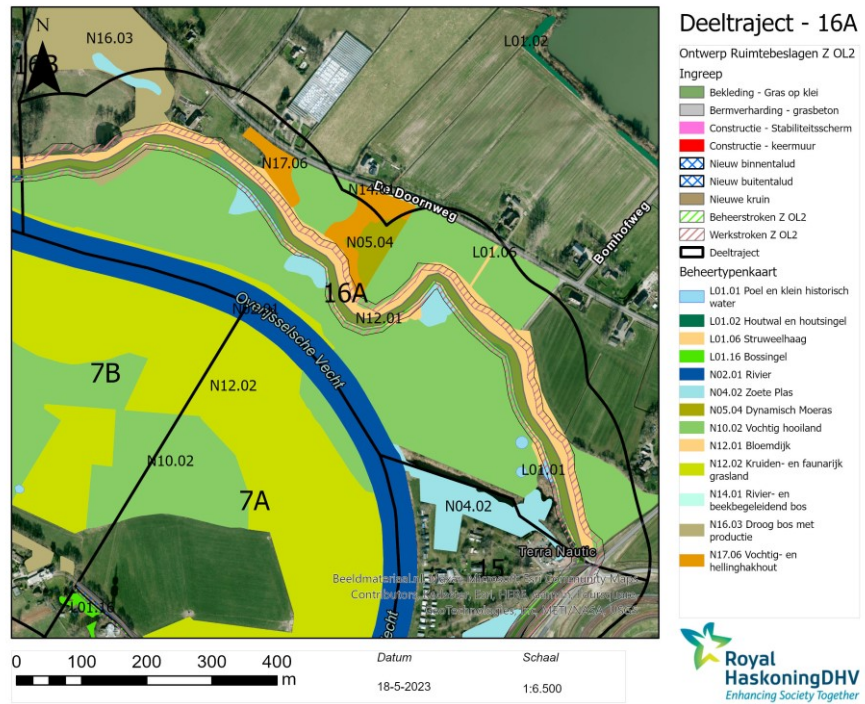 Deeltraject - 16A
Ontwerp Ruimtebeslagen Z OL2
Ingreep
Bekleding - Gras op klei
Bermverharding - grasbeton
Constructie - Stabiliteitsscherm
Constructie - keermuur
Nieuw binnentalud
Nieuw buitentalud
Nieuwe kruin
Beheerstroken Z OL2
Werkstroken Z OL2
Deeltraject
Beheertypenkaart
L01.01 Poel en klein historisch
water
L01.02 Houtwal en houtsingel
L01.06 Struweelhaag
L01.16 Bossingel
N02.01 Rivier
N04.02 Zoete Plas
N05.04 Dynamisch Moeras
N10.02 Vochtig hooiland
N12.01 Bloemdijk
N12.02 Kruiden- en faunarijk
grasland
N14.01 Rivier- en
beekbegeleidend bos
N16.03 Droog bos met
productie
N17.06 Vochtig- en
hellinghakhout
N
N16.03
L01.02
N17.06
De Doornweg
N05.04
L01.06
Bomhofweg
16A
N12.01
Overijsselsche Vecht
7B
N12.02
N10.02
7A
L01.01
N04.02
Terra Nautic
Vecht
0 100 200 300 400
m
Datum
18-5-2023
Schaal
1:6.500
Royal
HaskoningDHV
Enhancing Society Together